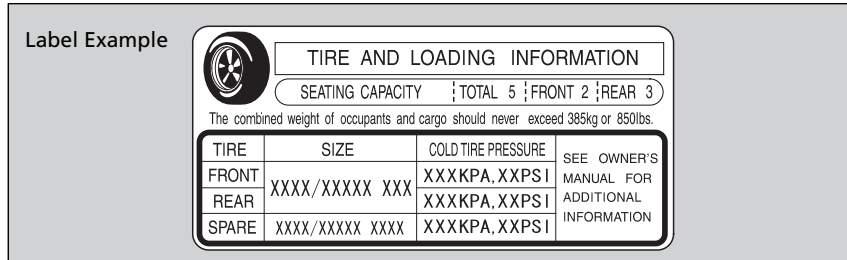 Label Example
TIRE AND LOADING INFORMATION
SEATING CAPACITY TOTAL 5 FRONT 2 REAR 3
The combined weight of occupants and cargo should never exceed 385kg or 850lbs.
TIRE SIZE COLD TIRE PRESSURE SEE OWNER'S MANUAL FOR ADDITIONAL INFORMATION
FRONT XXXX/XXXXX XXX XXXKPA,XXPSI
REAR XXXKPA,XXPSI
SPARE XXXX/XXXXX XXXX XXXKPA,XXPSI